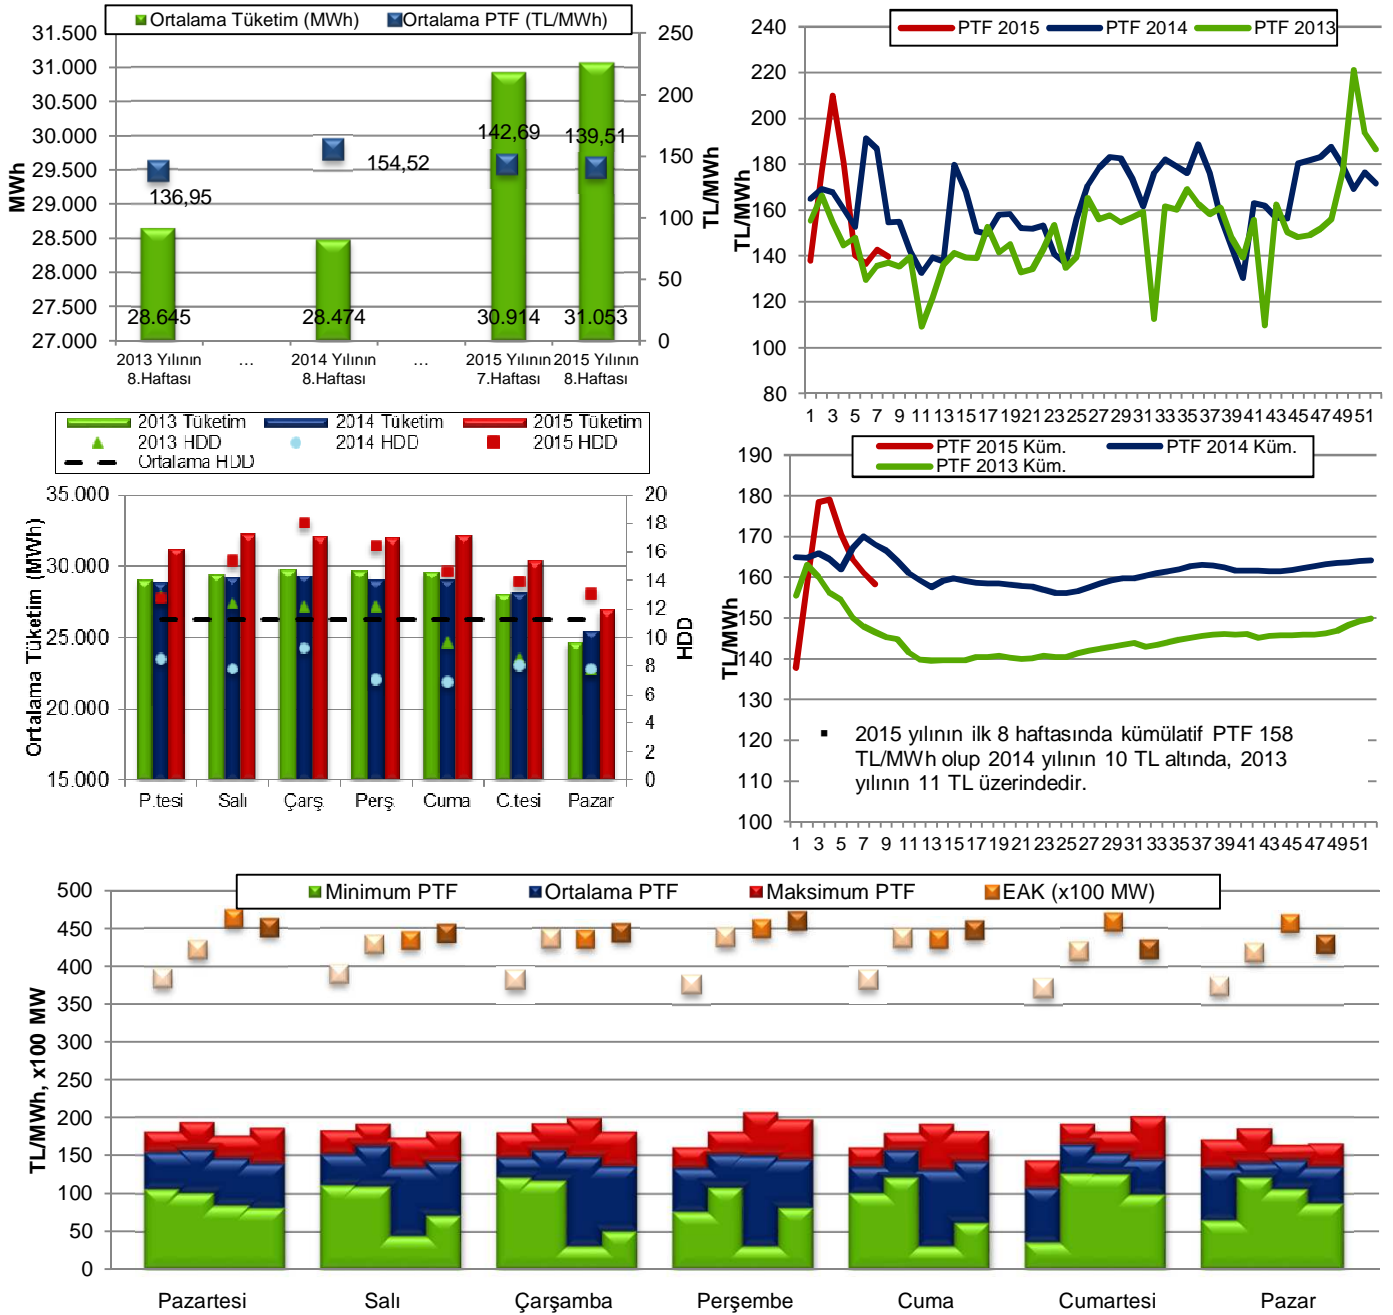 Ortalama Tüketim (MWh) Ortalama PTF (TL/MWh)
31.500 250
31.000
30.500 200
30.000
29.500 150
29.000
28.500 100
28.000 50
27.500
27.000 0
MWh
TL/MWh
136,95
154,52
142,69
139,51
28.645
28.474
30.914
31.053
2013 Yılının 8.Haftası
...
2014 Yılının 8.Haftası
...
2015 Yılının 7.Haftası
2015 Yılının 8.Haftası
PTF 2015 PTF 2014 PTF 2013
240
220
200
180
160
140
120
100
80
TL/MWh
1 3 5 7 9 11 13 15 17 19 21 23 25 27 29 31 33 35 37 39 41 43 45 47 49 51
2013 Tüketim 2014 Tüketim 2015 Tüketim
2013 HDD 2014 HDD 2015 HDD
Ortalama HDD
35.000
30.000
25.000
20.000
15.000
Ortalama Tüketim (MWh)
20
18
16
14
12
10
8
6
4
2
0
HDD
P.tesi Salı Çarş Perş Cuma C.tesi Pazar
PTF 2015 Küm. PTF 2014 Küm.
PTF 2013 Küm.
190
180
170
160
150
140
130
120
110
100
TL/MWh
▪ 2015 yılının ilk 8 haftasında kümülatif PTF 158
TL/MWh olup 2014 yılının 10 TL altında, 2013
yılının 11 TL üzerindedir.
1 3 5 7 9 11 13 15 17 19 21 23 25 27 29 31 33 35 37 39 41 43 45 47 49 51
Minimum PTF Ortalama PTF Maksimum PTF EAK (x100 MW)
500
450
400
350
300
250
200
150
100
50
0
TL/MWh, x100 MW
Pazartesi Salı Çarşamba Perşembe Cuma Cumartesi Pazar